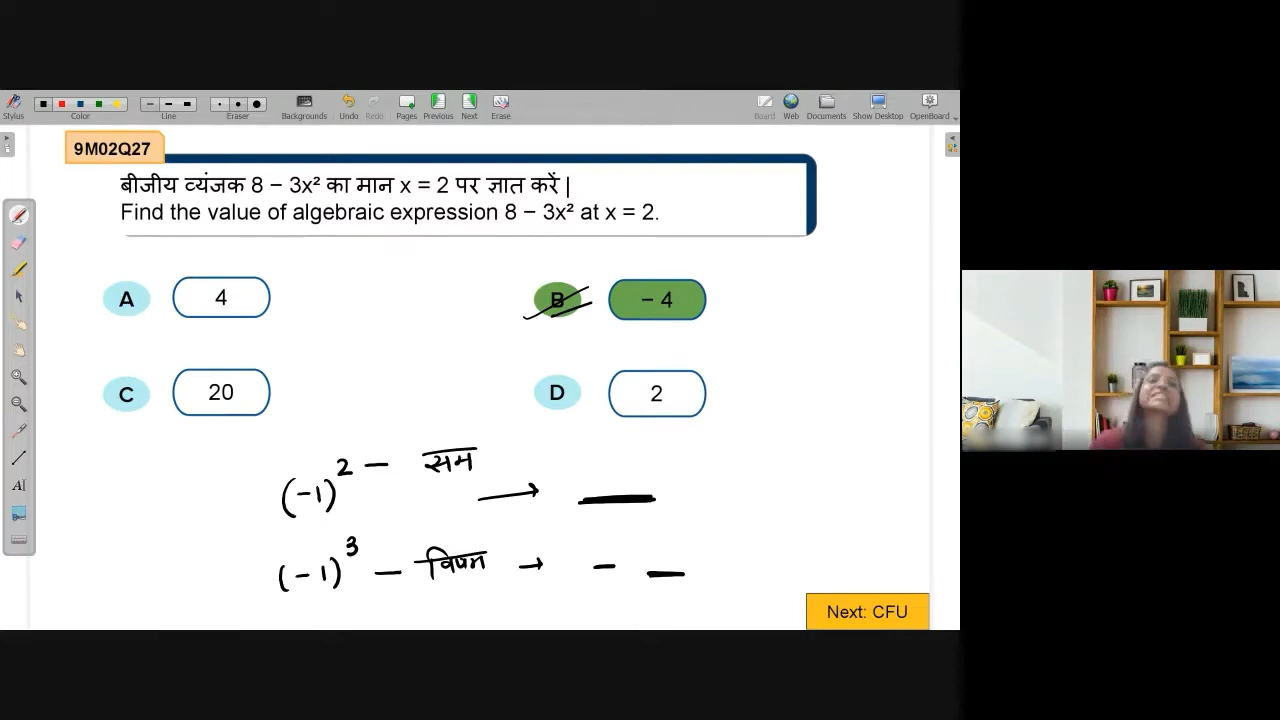 Stylus
Color
Line
Eraser
Backgrounds
Undo
Redo
Pages
Previous
Next
Erase
Board
Web
Documents
Show Desktop
OpenBoard
9M02Q27
बीजीय व्यंजक 8 − 3x² का मान x = 2 पर ज्ञात करें |
Find the value of algebraic expression 8 − 3x² at x = 2.
A 4
B − 4
C 20
D 2
(-1)² − सम →
(-1)³ − विषम → −
Next: CFU